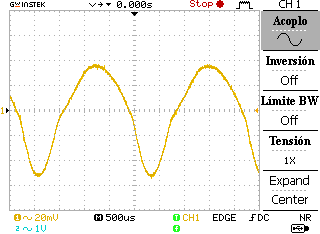 GWINSTEK 0.000s Stop CH 1
Acoplo
Inversión
Off
Límite BW
Off
Tensión
1X
Expand
Center
1
1 20mV M 500us T CH1 EDGE DC NR
2 1V